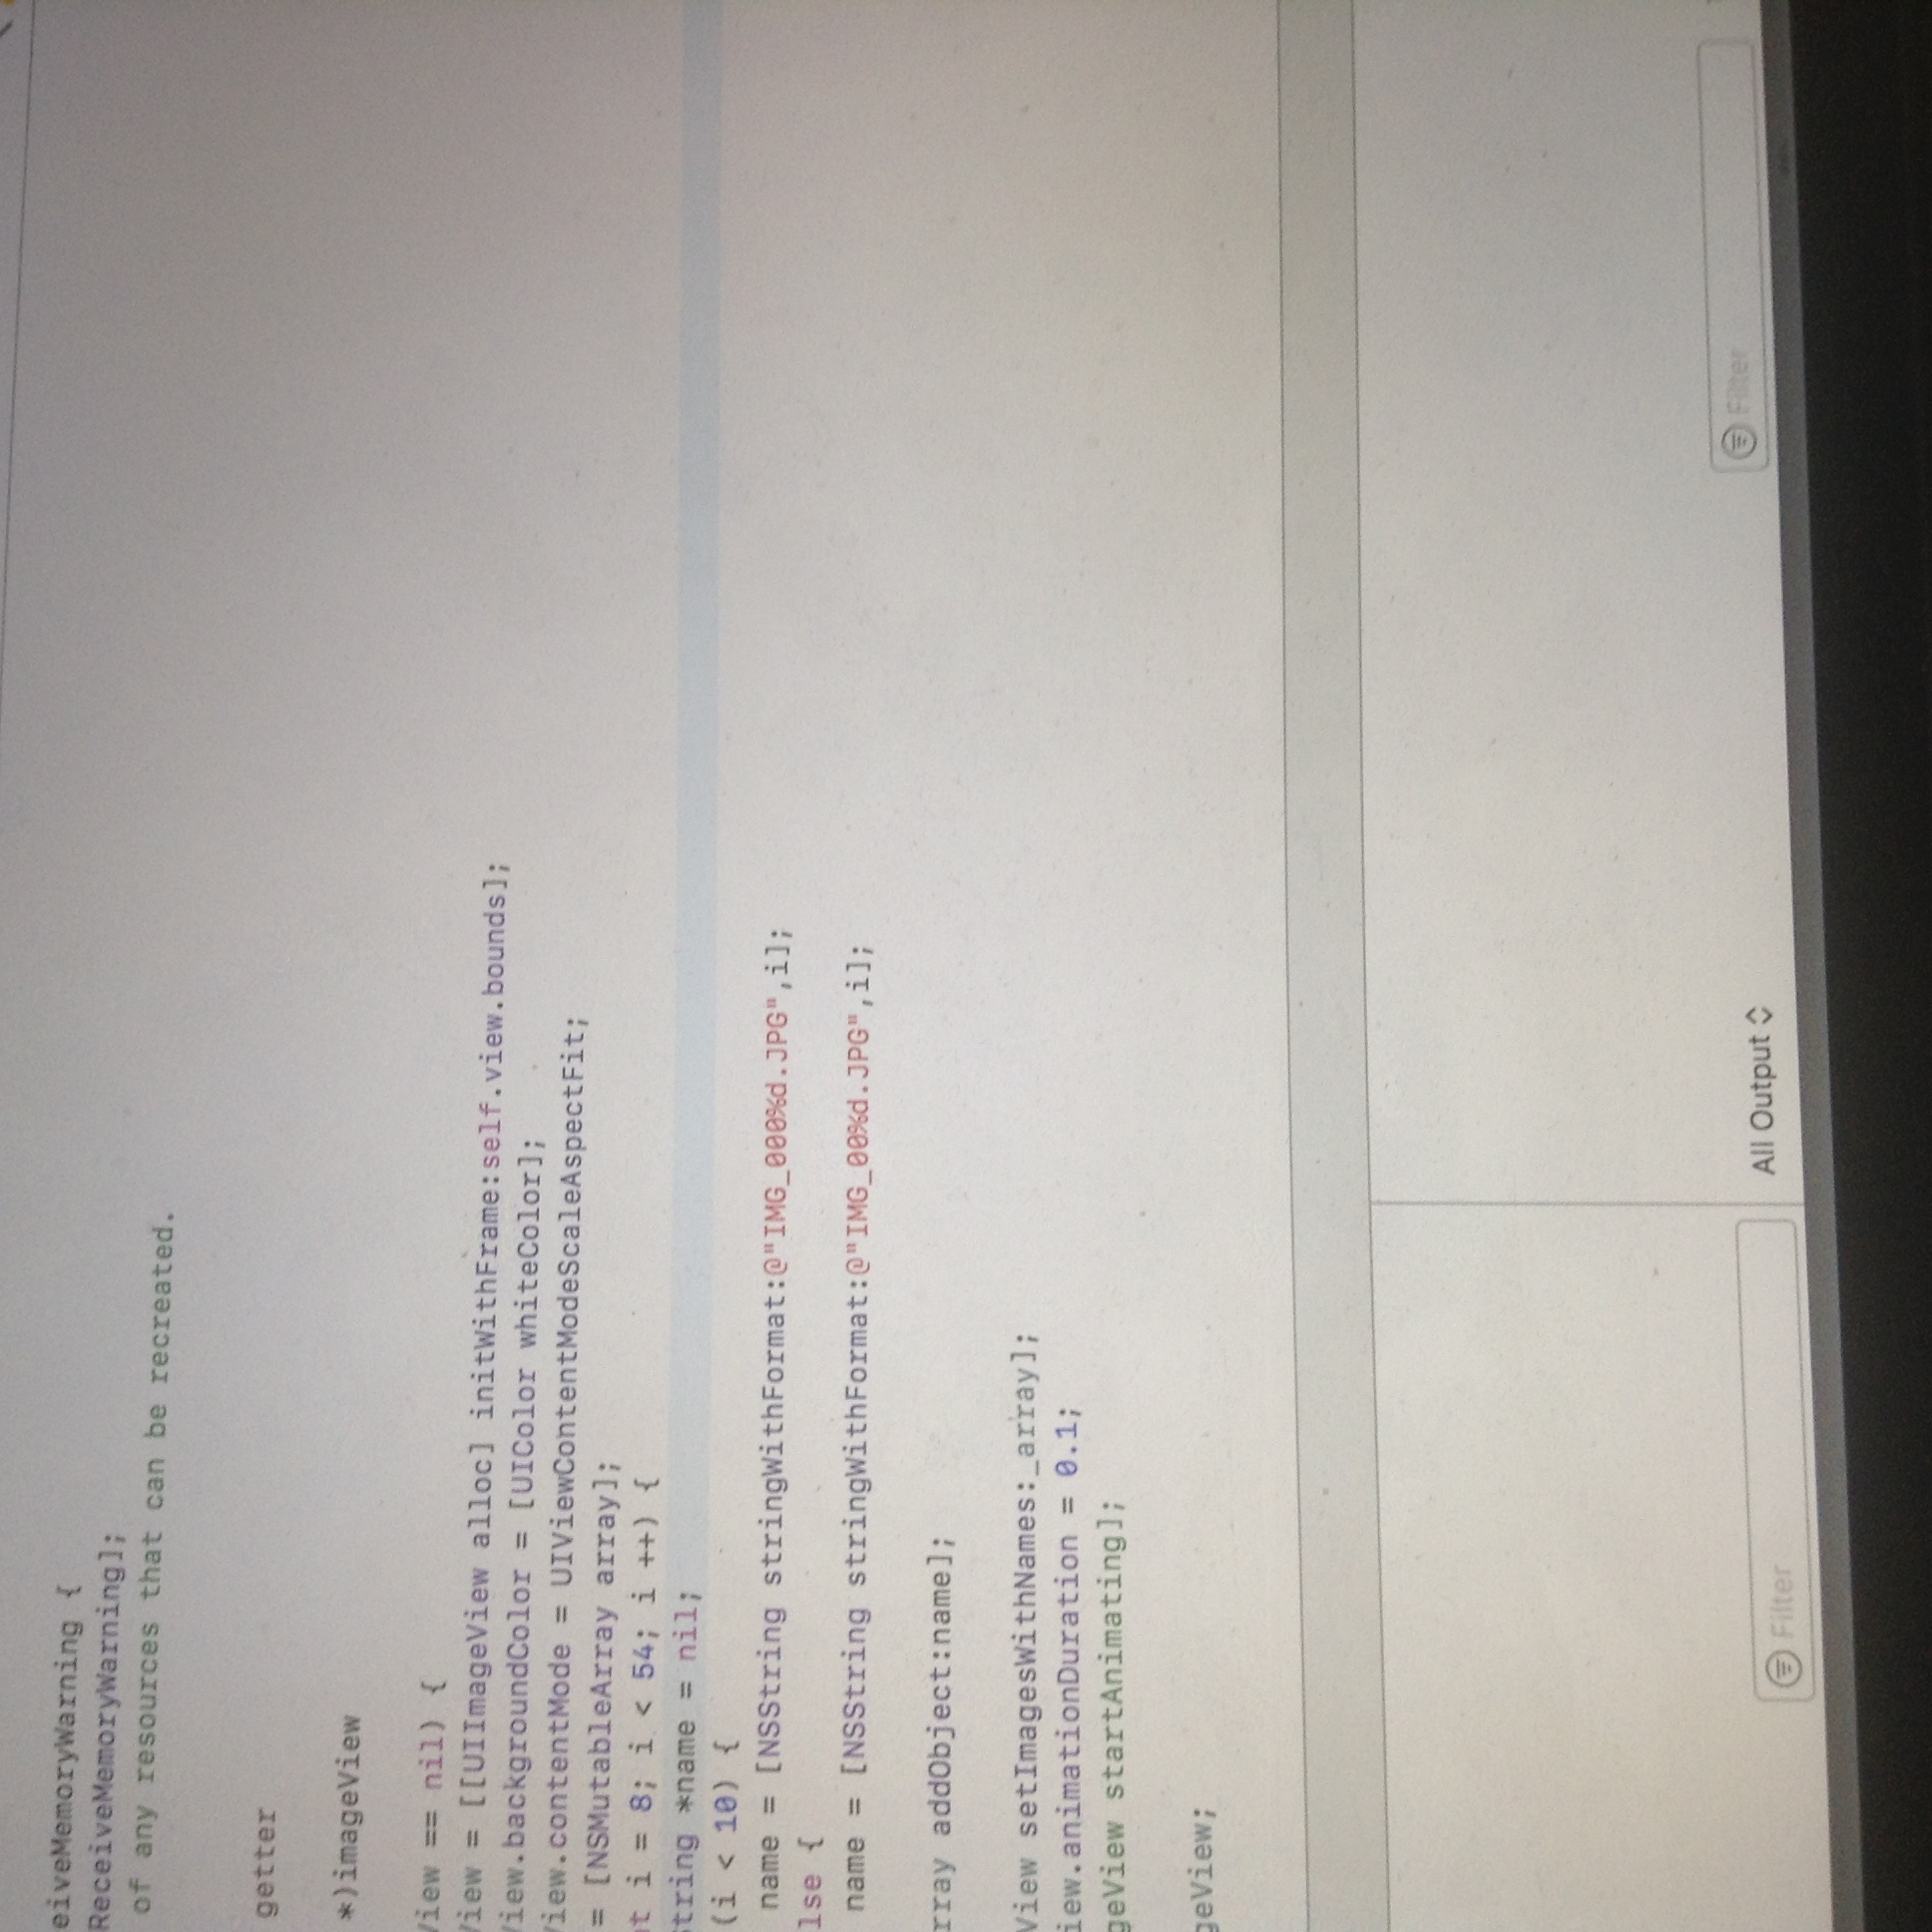 eiveMemoryWarning {
ReceiveMemoryWarning];
of any resources that can be recreated.
getter
*)imageView
View == nil) {
View = [[UIImageView alloc] initWithFrame:self.view.bounds];
View.backgroundColor = [UIColor whiteColor];
View.contentMode = UIViewContentModeScaleAspectFit;
= [NSMutableArray array];
t i = 8; i < 54; i ++) {
String *name = nil;
(i < 10) {
name = [NSString stringWithFormat:@"IMG_000%d.JPG",i];
lse {
name = [NSString stringWithFormat:@"IMG_00%d.JPG",i];
rray addObject:name];
View setImagesWithNames:_array];
iew.animationDuration = 0.1;
geView startAnimating];
geView;
Filter
All Output
Filter